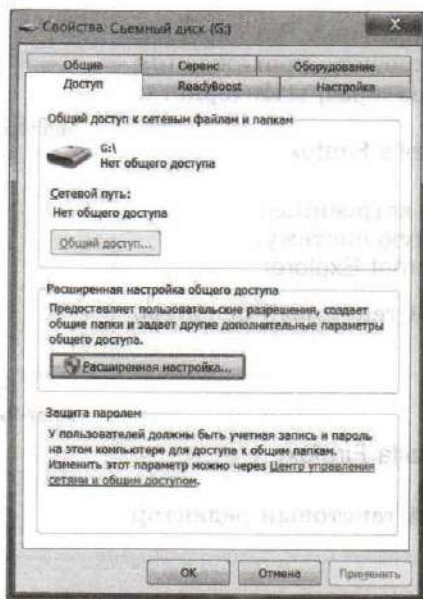 Свойства: Съемный диск (G:)
Общие Сервис Оборудование
Доступ ReadyBoost Настройка
Общий доступ к сетевым файлам и папкам
G:\
Нет общего доступа
Сетевой путь:
Нет общего доступа
Общий доступ...
Расширенная настройка общего доступа
Предоставляет пользовательские разрешения, создает
общие папки и задает другие дополнительные параметры
общего доступа.
Расширенная настройка...
Защита паролем
У пользователей должны быть учетная запись и пароль
на этом компьютере для доступа к общим папкам.
Изменить этот параметр можно через Центр управления
сетями и общим доступом.
OK Отмена Применить